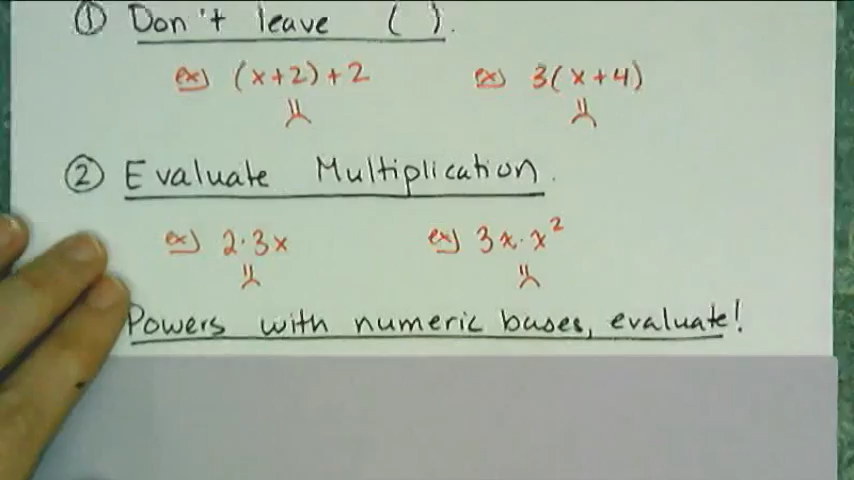 ① Don't leave ( ).
ex) (x+2)+2 ex) 3(x+4)
② Evaluate Multiplication.
ex) 2·3x ex) 3x·x²
Powers with numeric bases, evaluate!